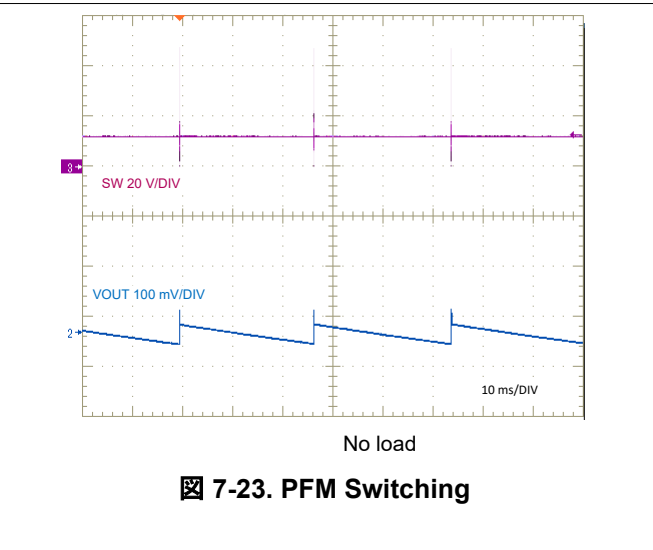 3
SW 20 V/DIV
VOUT 100 mV/DIV
2
10 ms/DIV
No load
図 7-23. PFM Switching